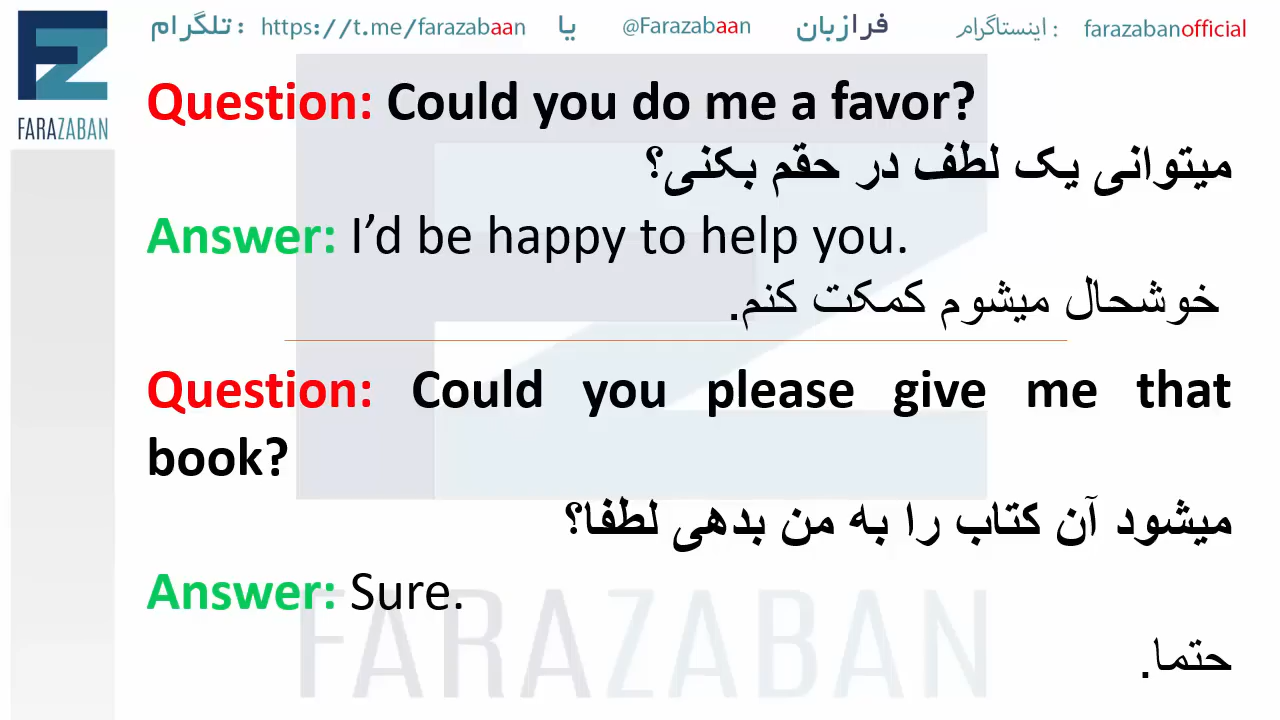 تلگرام : https://t.me/farazabaan یا @Farazabaan فرازبان اینستاگرام : farazabanofficial
FARAZABAN
Question: Could you do me a favor?
میتوانی یک لطف در حقم بکنی؟
Answer: I’d be happy to help you.
خوشحال میشوم کمکت کنم.
Question: Could you please give me that
book?
میشود آن کتاب را به من بدهی لطفا؟
Answer: Sure.
حتما.
FARAZABAN